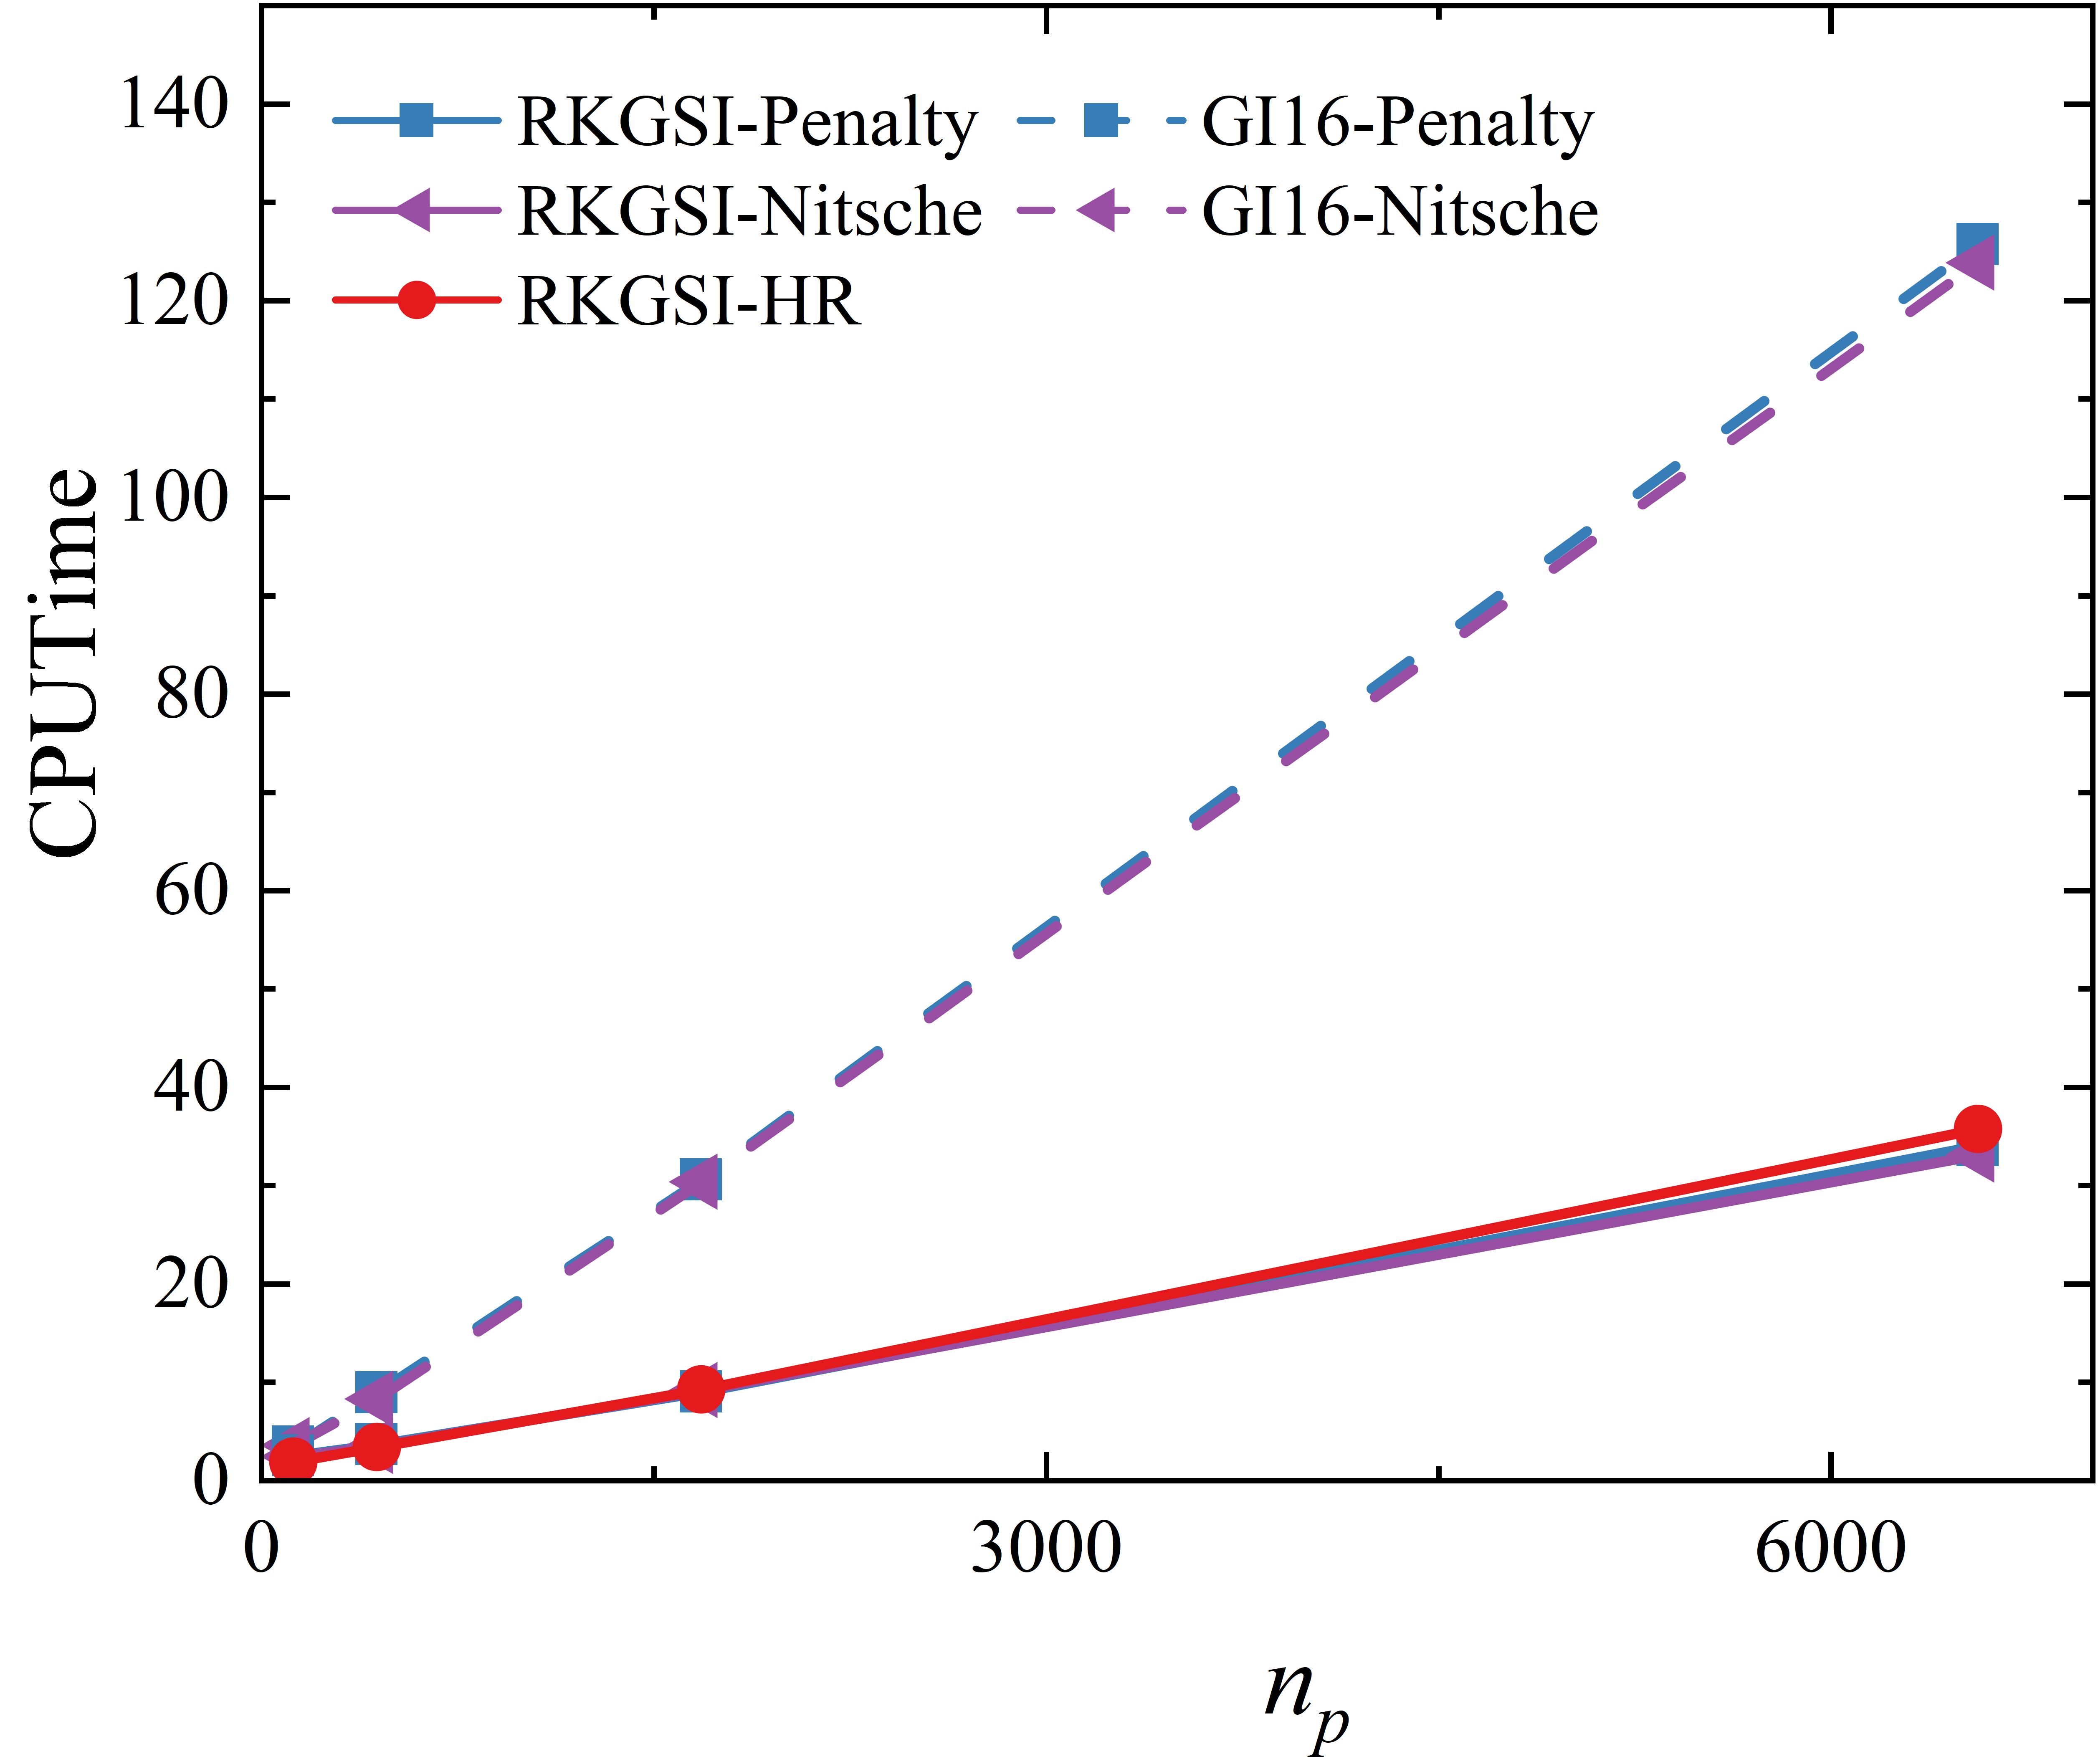 140
120
100
80
60
40
20
0
CPUTime
RKGSI-Penalty
RKGSI-Nitsche
RKGSI-HR
GI16-Penalty
GI16-Nitsche
0 3000 6000
n_p